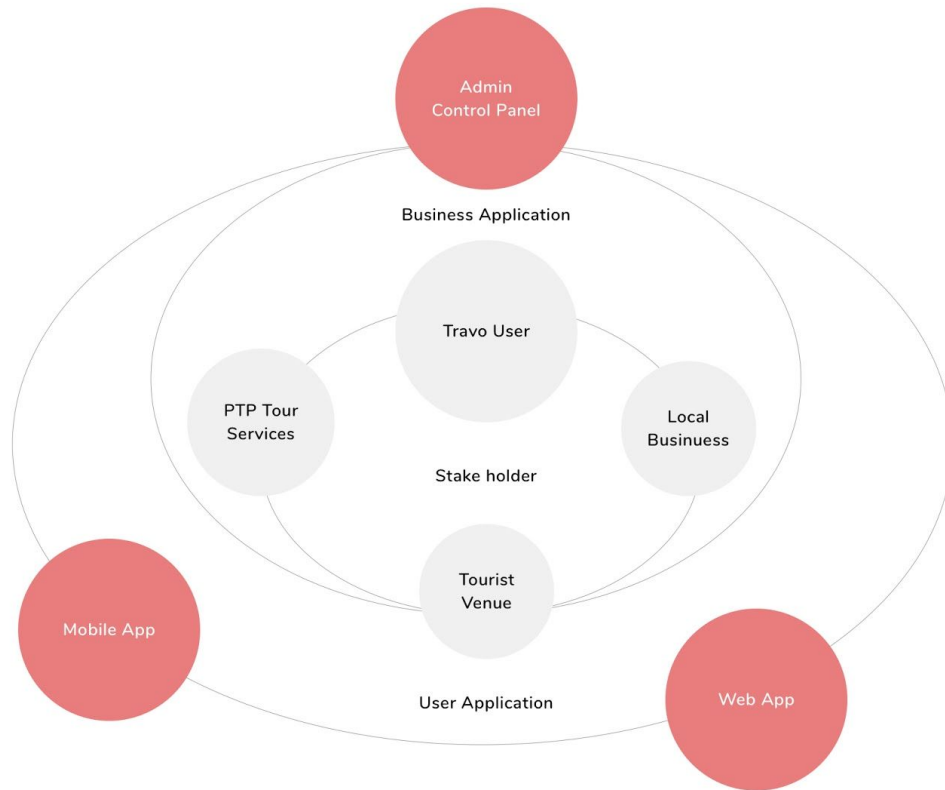 Admin
Control Panel
Business Application
Travo User
PTP Tour
Services
Local
Businuess
Stake holder
Tourist
Venue
Mobile App
User Application
Web App